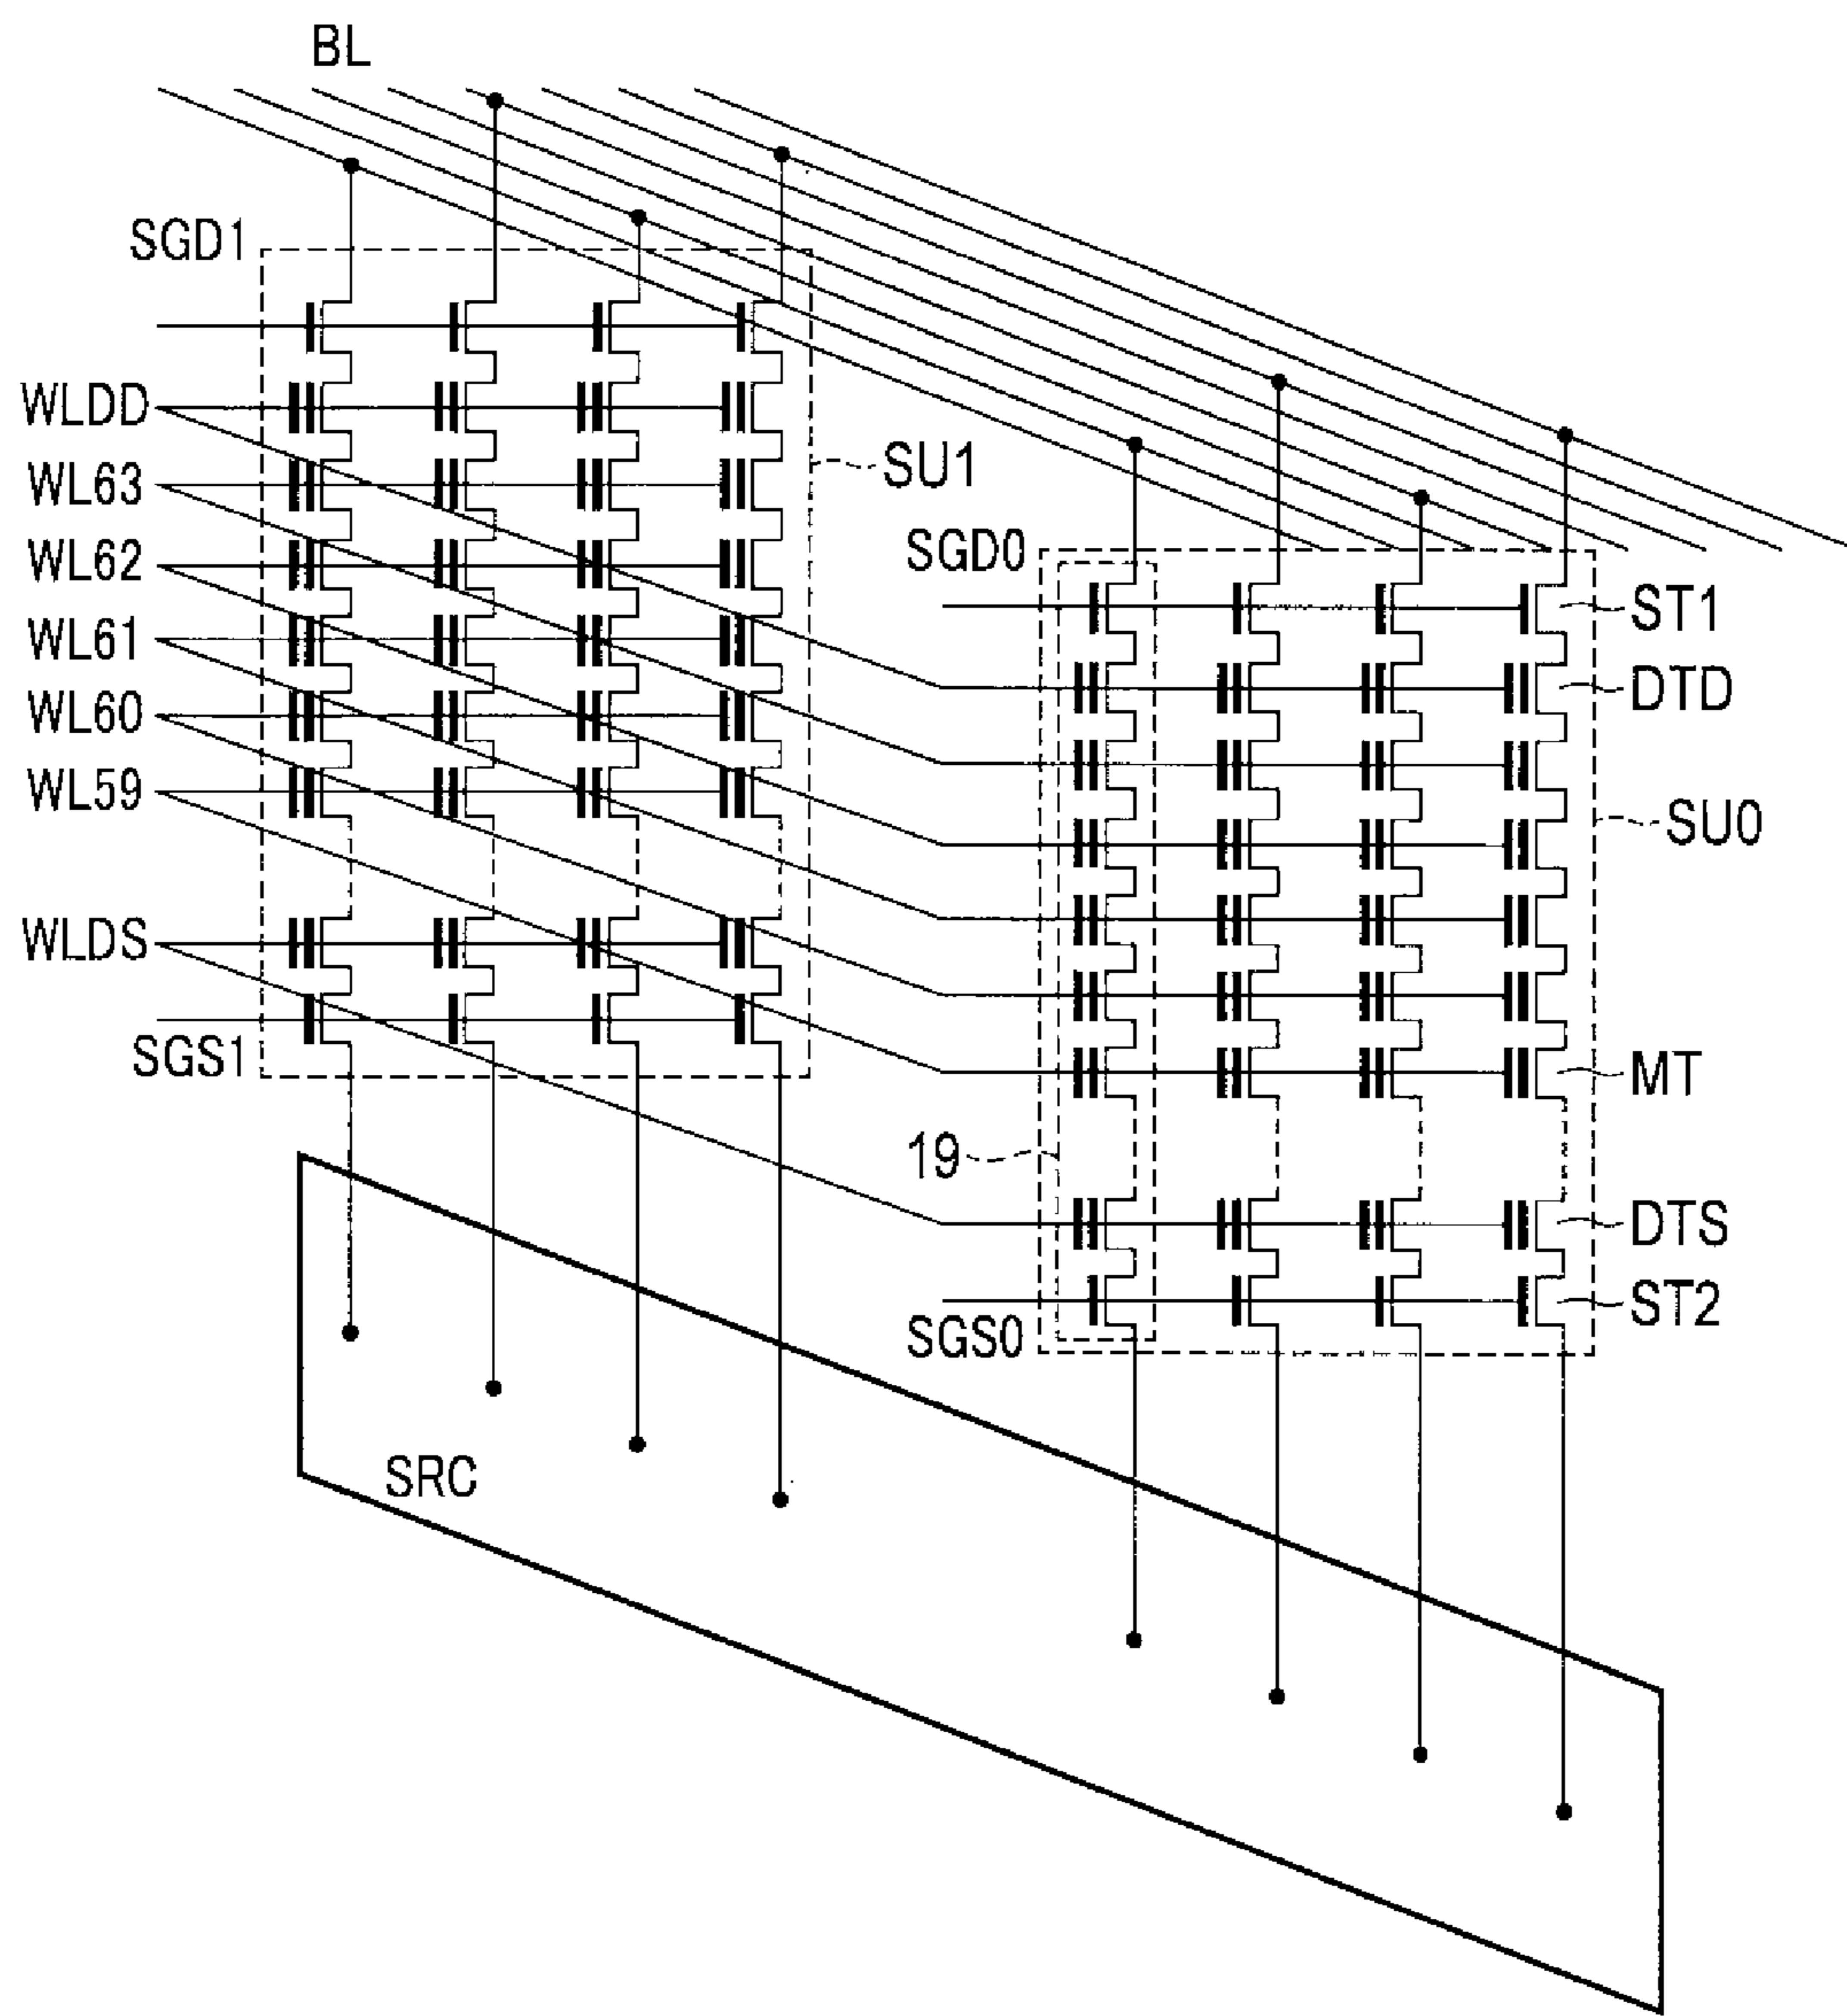 BL
SGD1
WLDD
WL63
SU1
WL62
SGD0
WL61
ST1
WL60
DTD
WL59
SU0
WLDS
SGS1
MT
19
DTS
SGS0
ST2
SRC